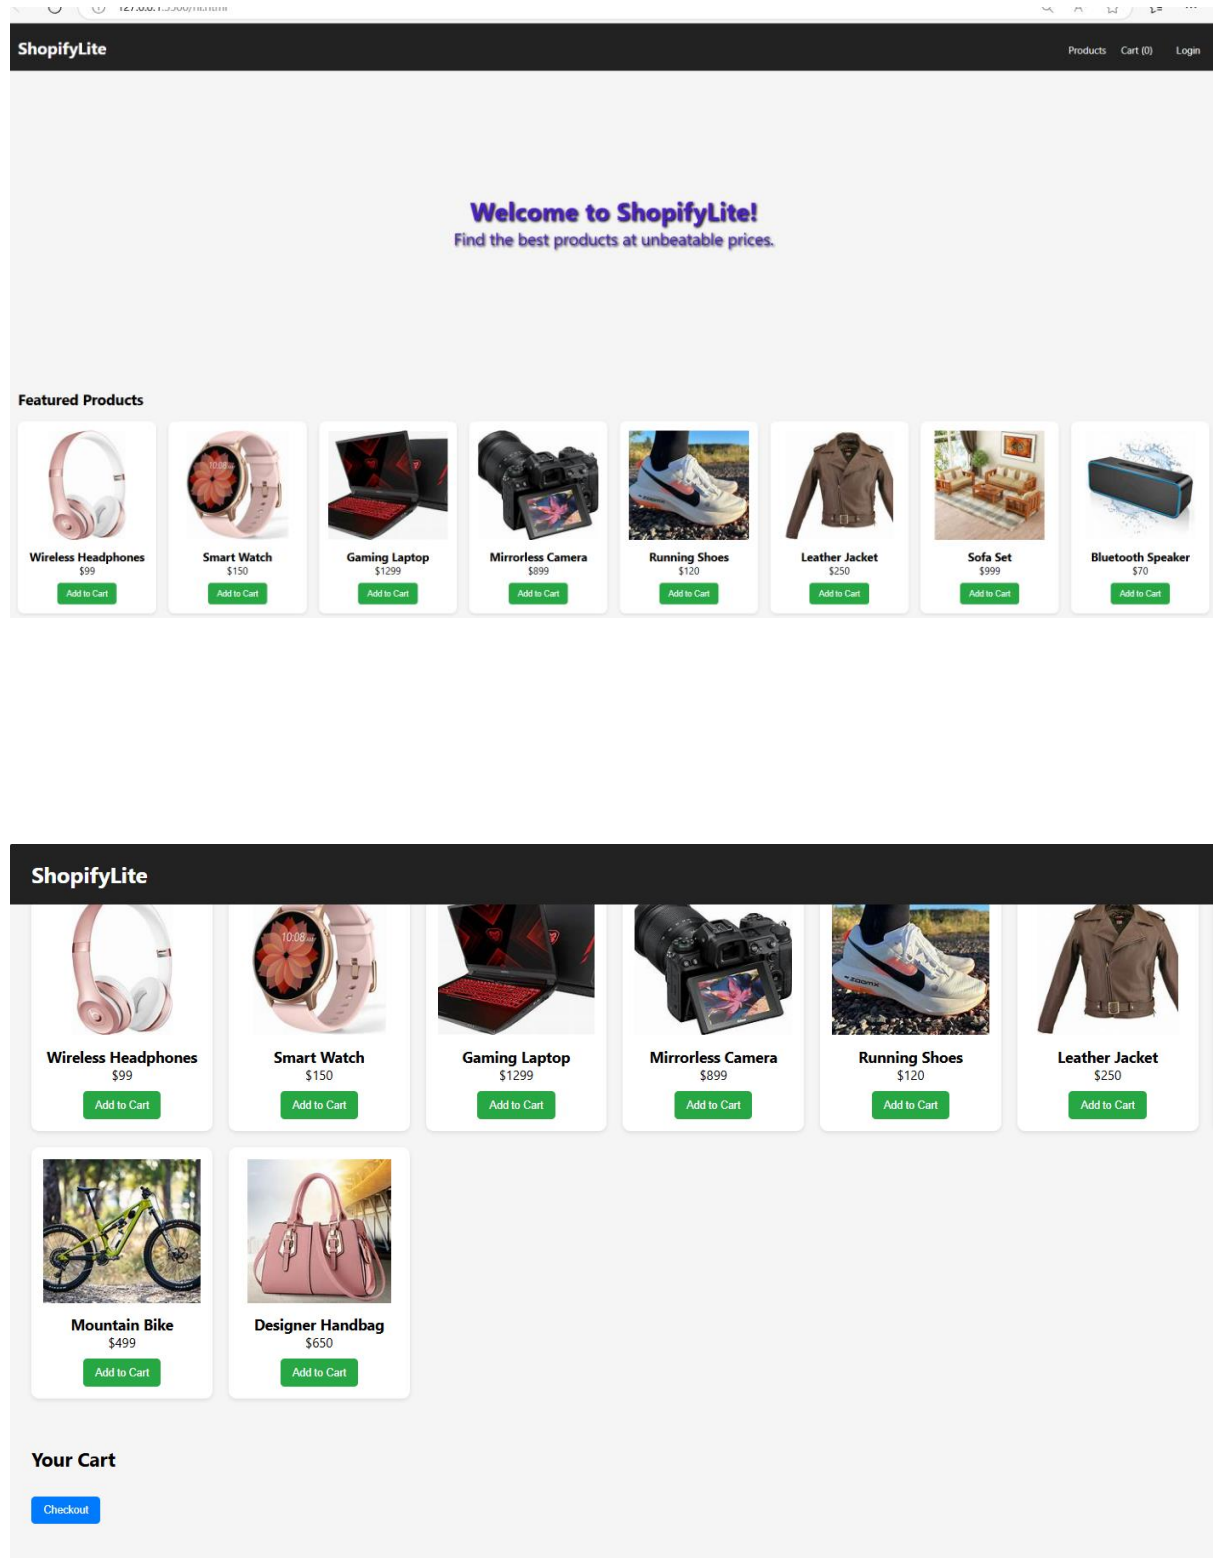 ShopifyLite
Products Cart (0) Login
Welcome to ShopifyLite!
Find the best products at unbeatable prices.
Featured Products
Wireless Headphones Smart Watch Gaming Laptop Mirrorless Camera Running Shoes Leather Jacket Sofa Set Bluetooth Speaker
$99 $150 $1299 $899 $120 $250 $999 $70
Add to Cart Add to Cart Add to Cart Add to Cart Add to Cart Add to Cart Add to Cart Add to Cart
ShopifyLite
10:08
Wireless Headphones Smart Watch Gaming Laptop Mirrorless Camera Running Shoes Leather Jacket
$99 $150 $1299 $899 $120 $250
Add to Cart Add to Cart Add to Cart Add to Cart Add to Cart Add to Cart
Mountain Bike Designer Handbag
$499 $650
Add to Cart Add to Cart
Your Cart
Checkout